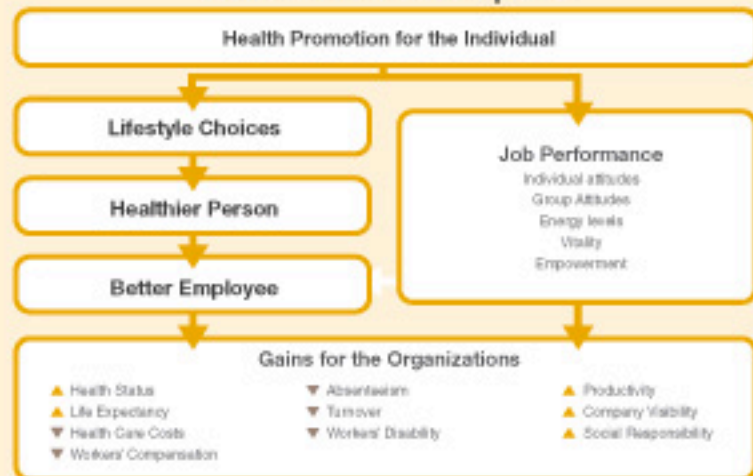 Health Promotion for the Individual
Lifestyle Choices
Healthier Person
Better Employee
Job Performance
Individual attitudes
Group Attitudes
Energy levels
Vitality
Empowerment
Gains for the Organizations
Health Status
Life Expectancy
Health Care Costs
Workers' Compensation
Absenteeism
Turnover
Workers' Disability
Productivity
Company Visibility
Social Responsibility